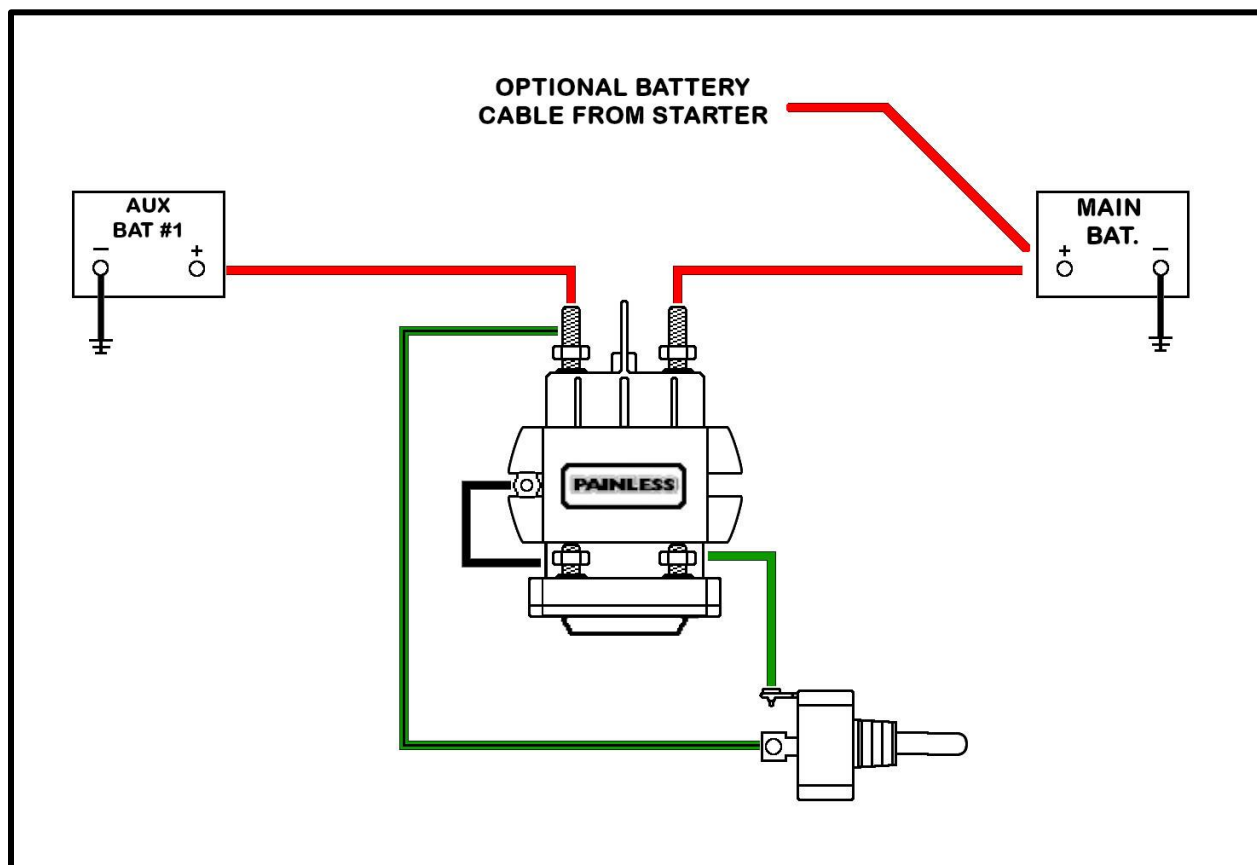 OPTIONAL BATTERY
CABLE FROM STARTER
AUX
BAT #1
− +
MAIN
BAT.
+ −
PAINLESS